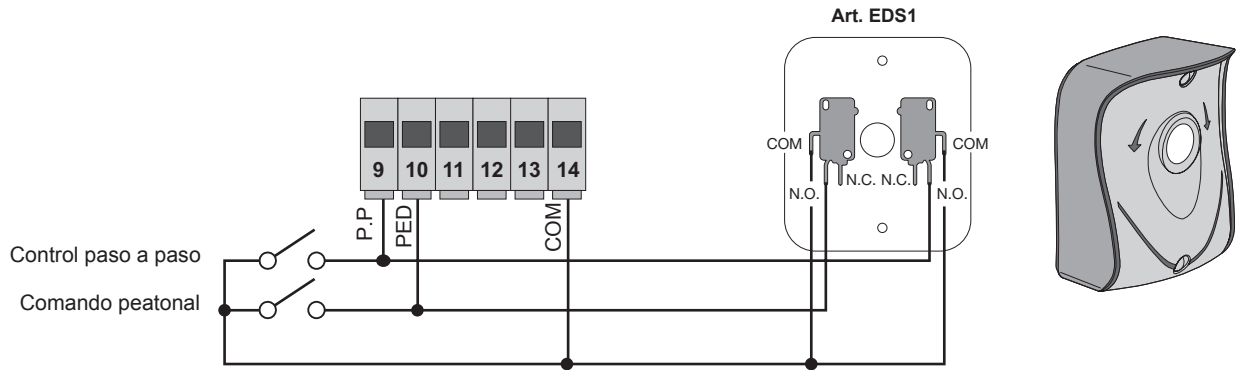 Art. EDS1
COM
COM
9 10 11 12 13 14
N.C. N.C.
N.O.
N.O.
P.P
PED
COM
Control paso a paso
Comando peatonal